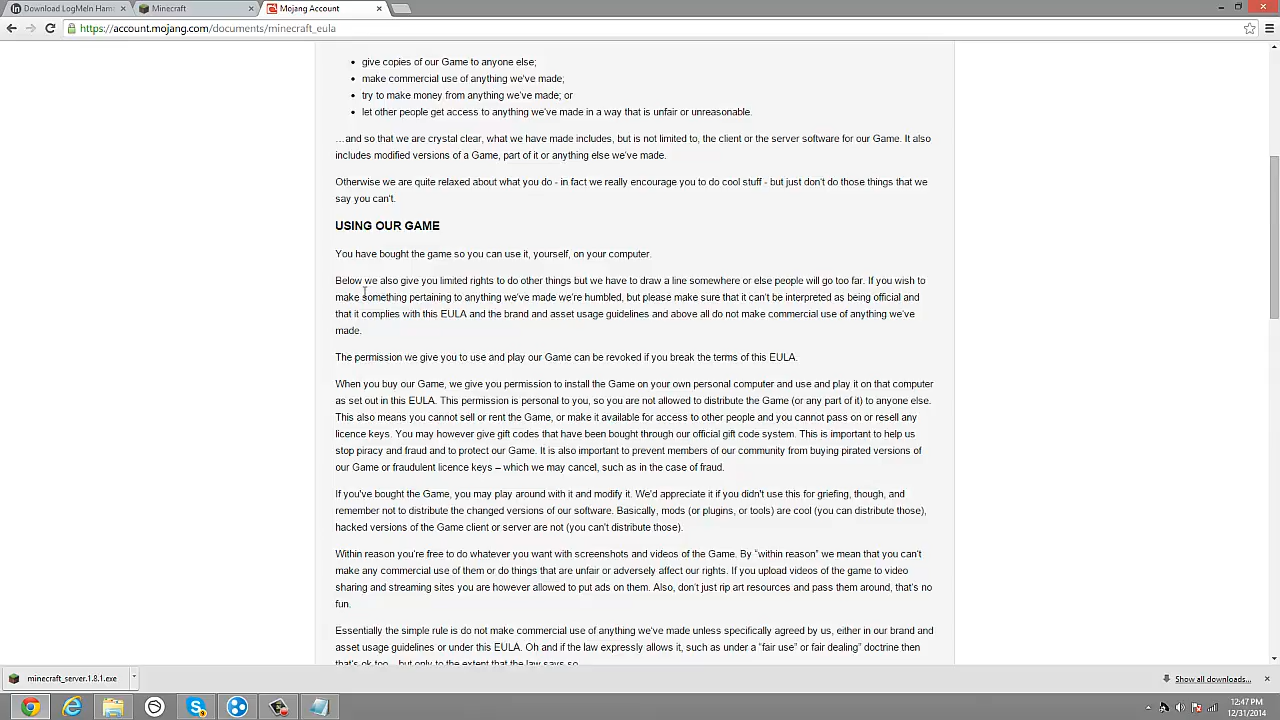 Download LogMeIn Ham
Minecraft
Mojang Account
https://account.mojang.com/documents/minecraft_eula
• give copies of our Game to anyone else;
• make commercial use of anything we've made;
• try to make money from anything we've made; or
• let other people get access to anything we've made in a way that is unfair or unreasonable.
…and so that we are crystal clear, what we have made includes, but is not limited to, the client or the server software for our Game. It also
includes modified versions of a Game, part of it or anything else we've made.
Otherwise we are quite relaxed about what you do - in fact we really encourage you to do cool stuff - but just don't do those things that we
say you can't.
USING OUR GAME
You have bought the game so you can use it, yourself, on your computer.
Below we also give you limited rights to do other things but we have to draw a line somewhere or else people will go too far. If you wish to
make something pertaining to anything we've made we're humbled, but please make sure that it can't be interpreted as being official and
that it complies with this EULA and the brand and asset usage guidelines and above all do not make commercial use of anything we've
made.
The permission we give you to use and play our Game can be revoked if you break the terms of this EULA.
When you buy our Game, we give you permission to install the Game on your own personal computer and use and play it on that computer
as set out in this EULA. This permission is personal to you, so you are not allowed to distribute the Game (or any part of it) to anyone else.
This also means you cannot sell or rent the Game, or make it available for access to other people and you cannot pass on or resell any
licence keys. You may however give gift codes that have been bought through our official gift code system. This is important to help us
stop piracy and fraud and to protect our Game. It is also important to prevent members of our community from buying pirated versions of
our Game or fraudulent licence keys – which we may cancel, such as in the case of fraud.
If you've bought the Game, you may play around with it and modify it. We'd appreciate it if you didn't use this for griefing, though, and
remember not to distribute the changed versions of our software. Basically, mods (or plugins, or tools) are cool (you can distribute those),
hacked versions of the Game client or server are not (you can't distribute those).
Within reason you're free to do whatever you want with screenshots and videos of the Game. By "within reason" we mean that you can't
make any commercial use of them or do things that are unfair or adversely affect our rights. If you upload videos of the game to video
sharing and streaming sites you are however allowed to put ads on them. Also, don't just rip art resources and pass them around, that's no
fun.
Essentially the simple rule is do not make commercial use of anything we've made unless specifically agreed by us, either in our brand and
asset usage guidelines or under this EULA. Oh and if the law expressly allows it, such as under a "fair use" or fair dealing" doctrine then
that's ok too – but only to the extent that the law says so.
minecraft_server.1.8.1.exe
Show all downloads...
12:47 PM
12/31/2014